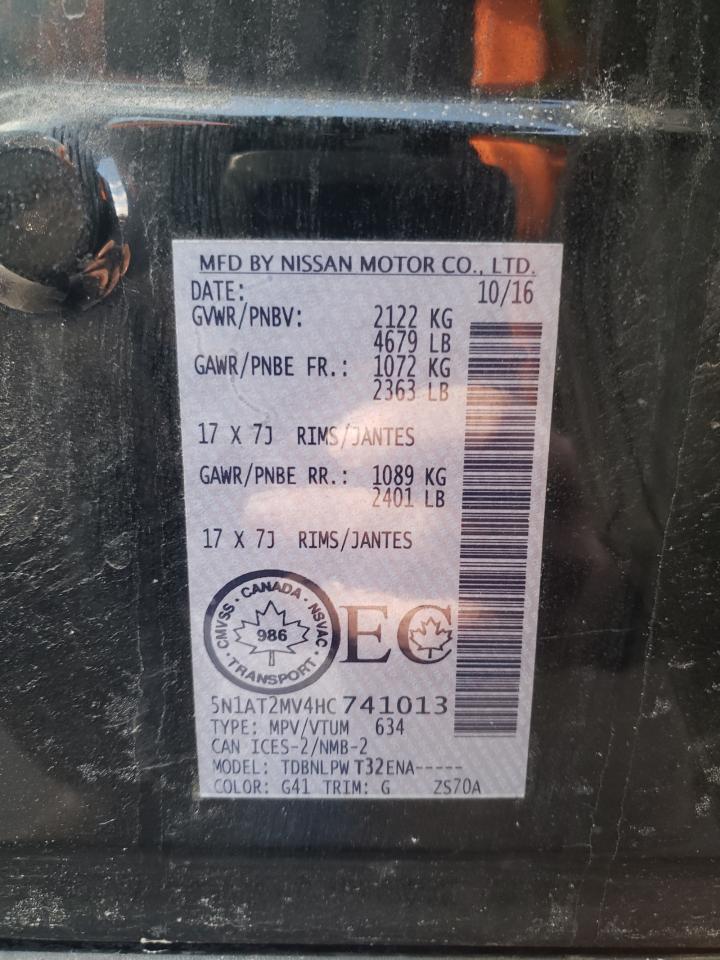 MFD BY NISSAN MOTOR CO., LTD.
DATE: 10/16
GVWR/PNBV: 2122 KG
4679 LB
GAWR/PNBE FR.: 1072 KG
2363 LB
17 X 7J RIMS/JANTES
GAWR/PNBE RR.: 1089 KG
2401 LB
17 X 7J RIMS/JANTES
CMVSS · CANADA · NSVAC · TRANSPORT ·
986
EC
5N1AT2MV4HC741013
TYPE: MPV/VTUM 634
CAN ICES-2/NMB-2
MODEL: TDBNLPW T32ENA-----
COLOR: G41 TRIM: G ZS70A